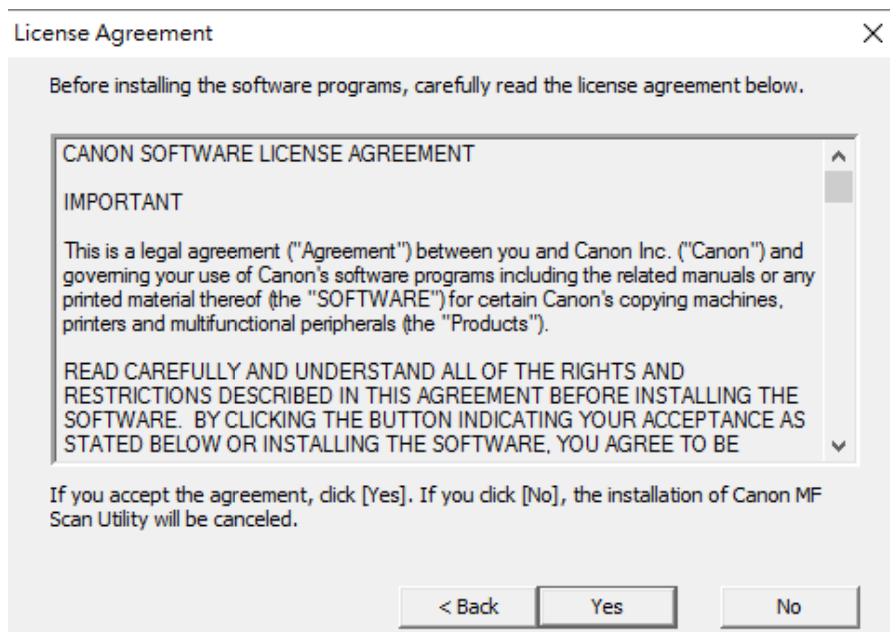 License Agreement
Before installing the software programs, carefully read the license agreement below.
CANON SOFTWARE LICENSE AGREEMENT
IMPORTANT
This is a legal agreement ("Agreement") between you and Canon Inc. ("Canon") and
governing your use of Canon's software programs including the related manuals or any
printed material thereof (the "SOFTWARE") for certain Canon's copying machines,
printers and multifunctional peripherals (the "Products").
READ CAREFULLY AND UNDERSTAND ALL OF THE RIGHTS AND
RESTRICTIONS DESCRIBED IN THIS AGREEMENT BEFORE INSTALLING THE
SOFTWARE.  BY CLICKING THE BUTTON INDICATING YOUR ACCEPTANCE AS
STATED BELOW OR INSTALLING THE SOFTWARE, YOU AGREE TO BE
If you accept the agreement, click [Yes]. If you click [No], the installation of Canon MF
Scan Utility will be canceled.
< Back Yes No